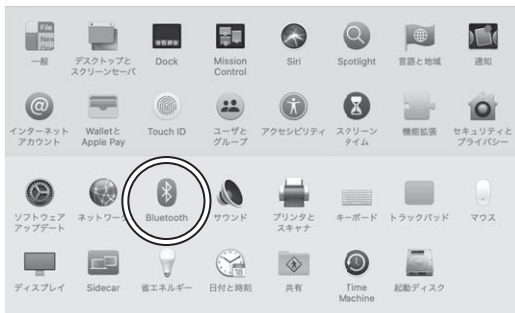 File
New
Ope
一般
デスクトップと
スクリーンセーバ
Dock
Mission
Control
Siri
Spotlight
言語と地域
通知
インターネット
アカウント
Walletと
Apple Pay
Touch ID
ユーザと
グループ
アクセシビリティ
スクリーン
タイム
機能拡張
セキュリティと
プライバシー
ソフトウェア
アップデート
ネットワーク
Bluetooth
サウンド
プリンタと
スキャナ
キーボード
トラックパッド
マウス
ディスプレイ
Sidecar
省エネルギー
18
日付と時刻
共有
Time
Machine
起動ディスク